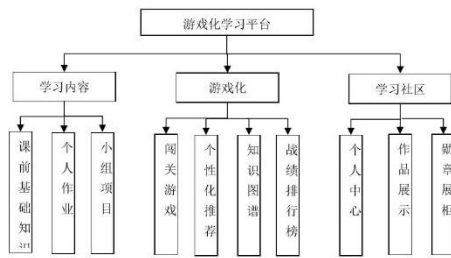 游戏化学习平台
学习内容
游戏化
学习社区
课前基础知识
个人作业
小组项目
闯关游戏
个性化推荐
知识图谱
战绩排行榜
个人中心
作品展示
勋章展框